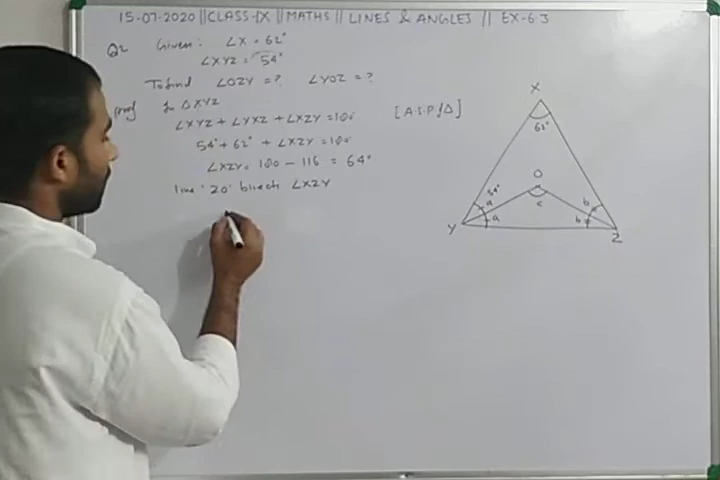 15-07-2020 || CLASS-IX || MATHS || LINES & ANGLES // EX-6.3
Q2 Given: ∠X = 62°
∠XYZ = 54°
To find ∠OZY = ? ∠YOZ = ?
Proof In △XYZ
∠XYZ + ∠YXZ + ∠XZY = 180 [A.S.P of △]
54° + 62° + ∠XZY = 180
∠XZY = 180 - 116 = 64°
line 'ZO' bisects ∠XZY
X
62°
O
54°
a
c
b
a
b
Y
Z